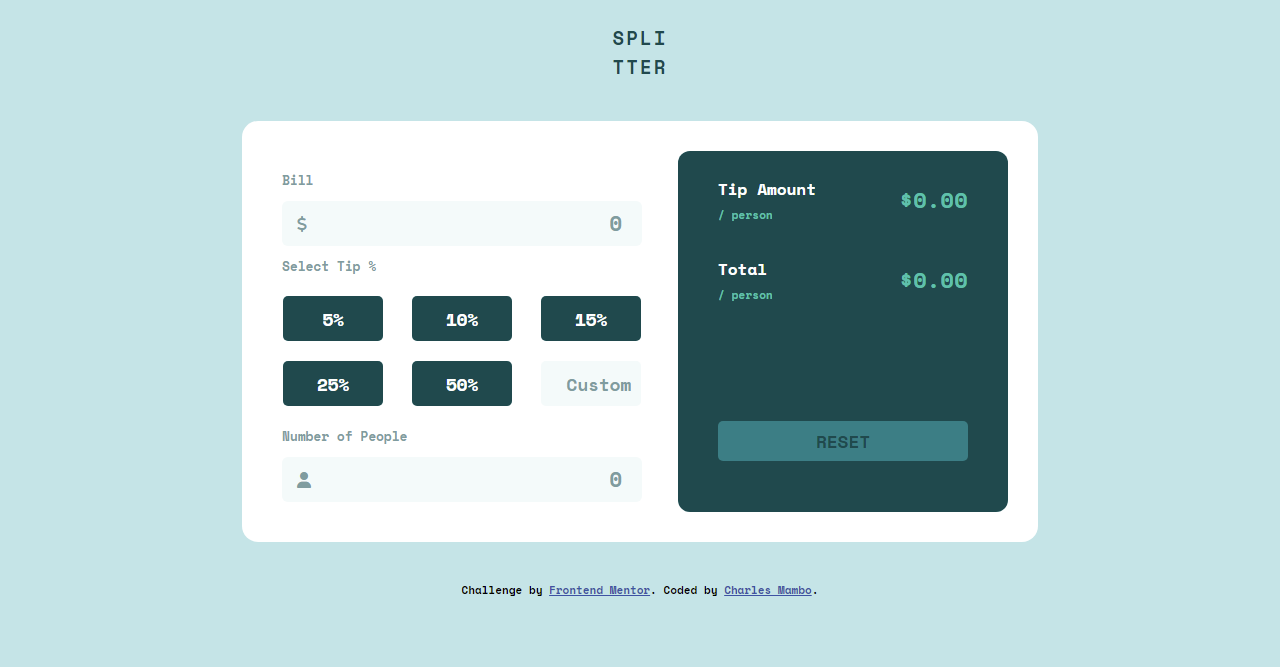 SPLI
TTER
Bill
$ 0
Select Tip %
5% 10% 15%
25% 50% Custom
Number of People
0
Tip Amount
/ person
$0.00
Total
/ person
$0.00
RESET
Challenge by Frontend Mentor. Coded by Charles Mambo.